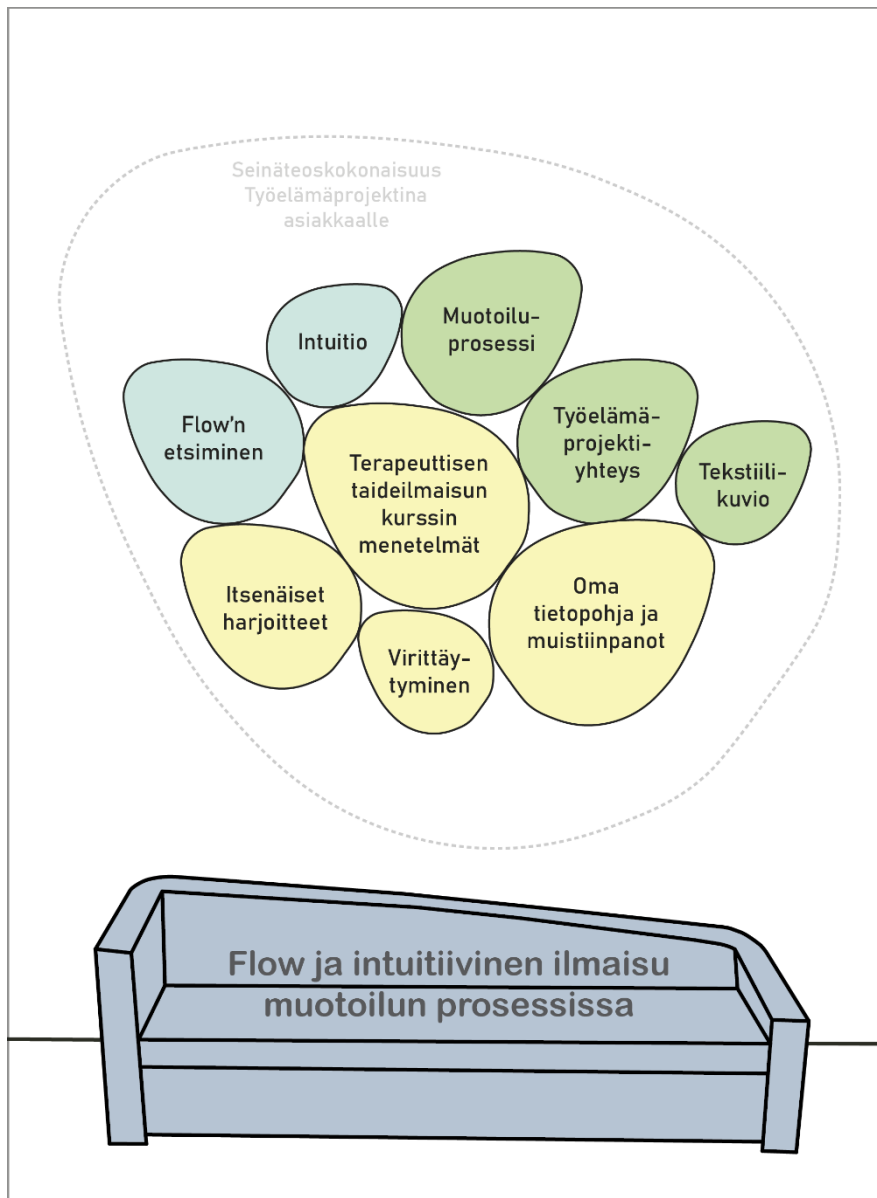 Seinäteoskokonaisuus
Työelämäprojektina
asiakkaalle
Intuitio
Muotoilu-
prosessi
Flow'n
etsiminen
Terapeuttisen
taideilmaisun
kurssin
menetelmät
Työelämä-
projekti-
yhteys
Tekstiili-
kuvio
Itsenäiset
harjoitteet
Virittäy-
tyminen
Oma
tietopohja ja
muistiinpanot
Flow ja intuitiivinen ilmaisu
muotoilun prosessissa